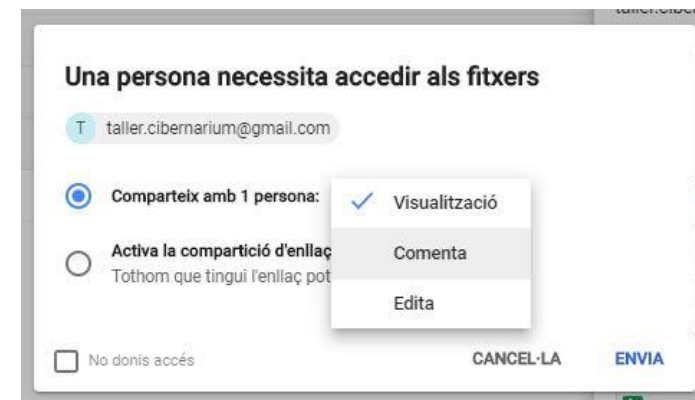 Una persona necessita accedir als fitxers
T taller.cibernarium@gmail.com
Comparteix amb 1 persona:
Visualització
Activa la compartició d'enllaç
Comenta
Tothom que tingui l'enllaç pot
Edita
No donis accés
CANCEL·LA
ENVIA